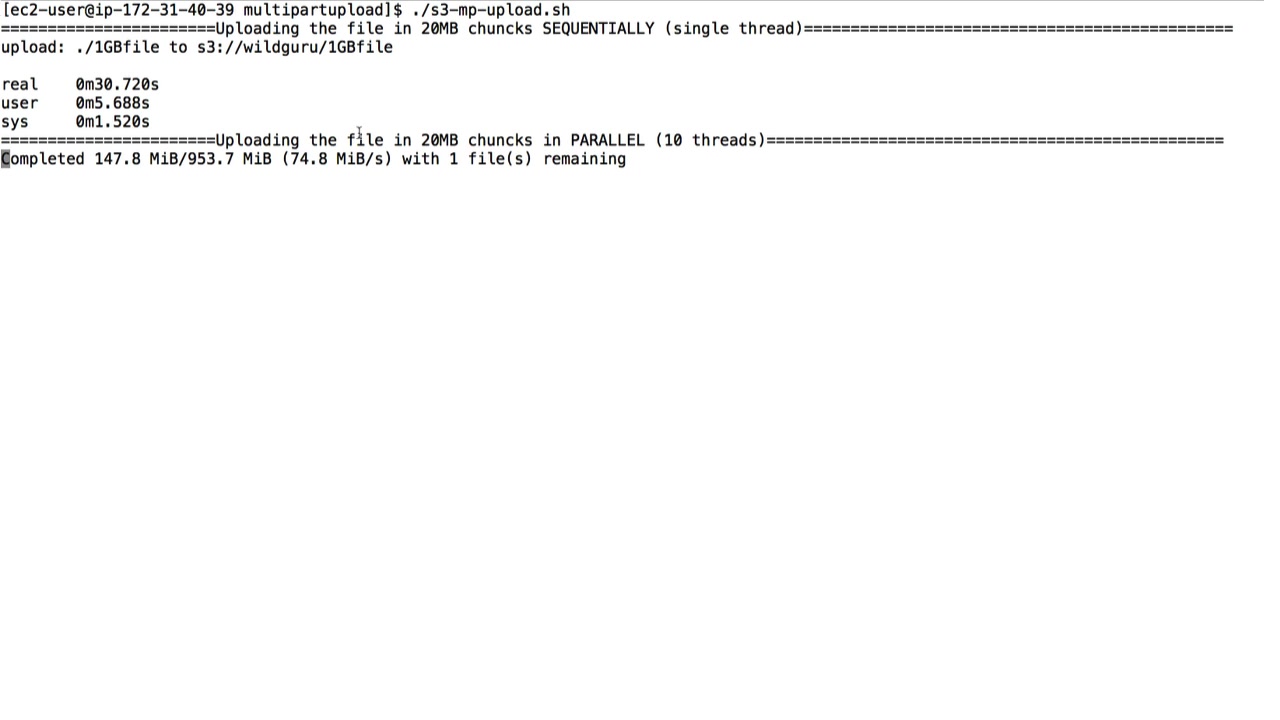 [ec2-user@ip-172-31-40-39 multipartupload]$ ./s3-mp-upload.sh
=======================Uploading the file in 20MB chuncks SEQUENTIALLY (single thread)==============================================
upload: ./1GBfile to s3://wildguru/1GBfile
real    0m30.720s
user    0m5.688s
sys     0m1.520s
=======================Uploading the file in 20MB chuncks in PARALLEL (10 threads)=================================================
Completed 147.8 MiB/953.7 MiB (74.8 MiB/s) with 1 file(s) remaining